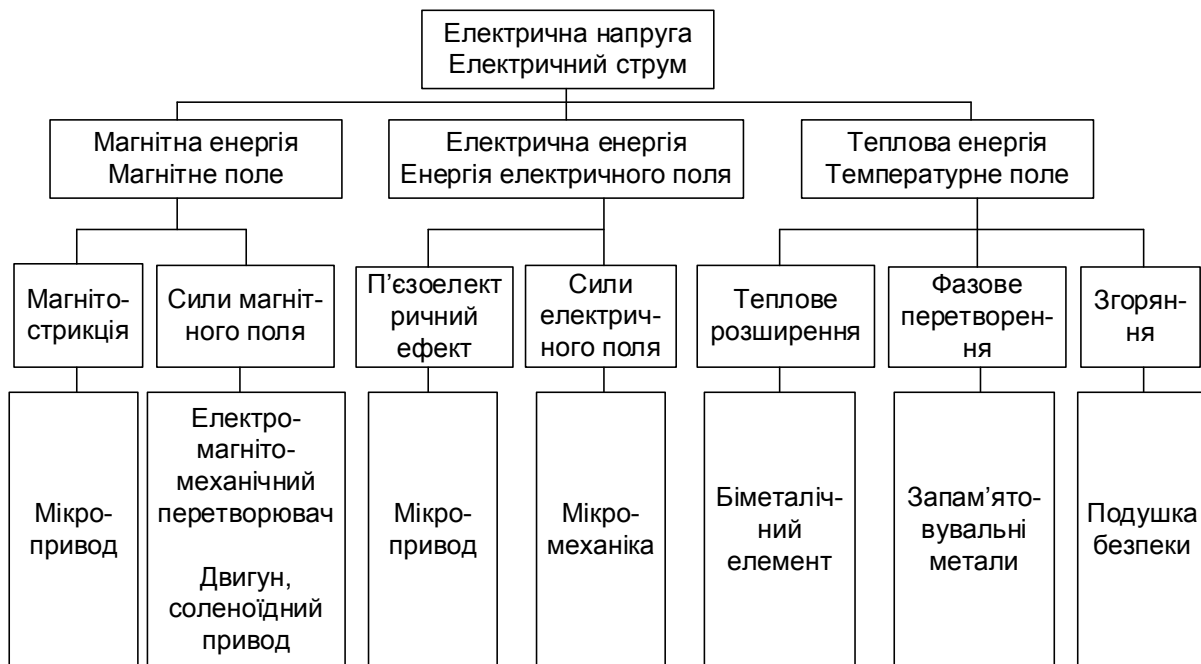 Електрична напруга
Електричний струм
Магнітна енергія
Магнітне поле
Електрична енергія
Енергія електричного поля
Теплова енергія
Температурне поле
Магніто-
стрикція
Сили магніт-
ного поля
П’єзоелект
ричний
ефект
Сили
електрич-
ного поля
Теплове
розширення
Фазове
перетворен-
ня
Згорян-
ня
Мікро-
привод
Електро-
магніто-
механічний
перетворювач
Двигун,
соленоїдний
привод
Мікро-
привод
Мікро-
механіка
Біметаліч-
ний
елемент
Запам’ято-
вувальні
метали
Подушка
безпеки